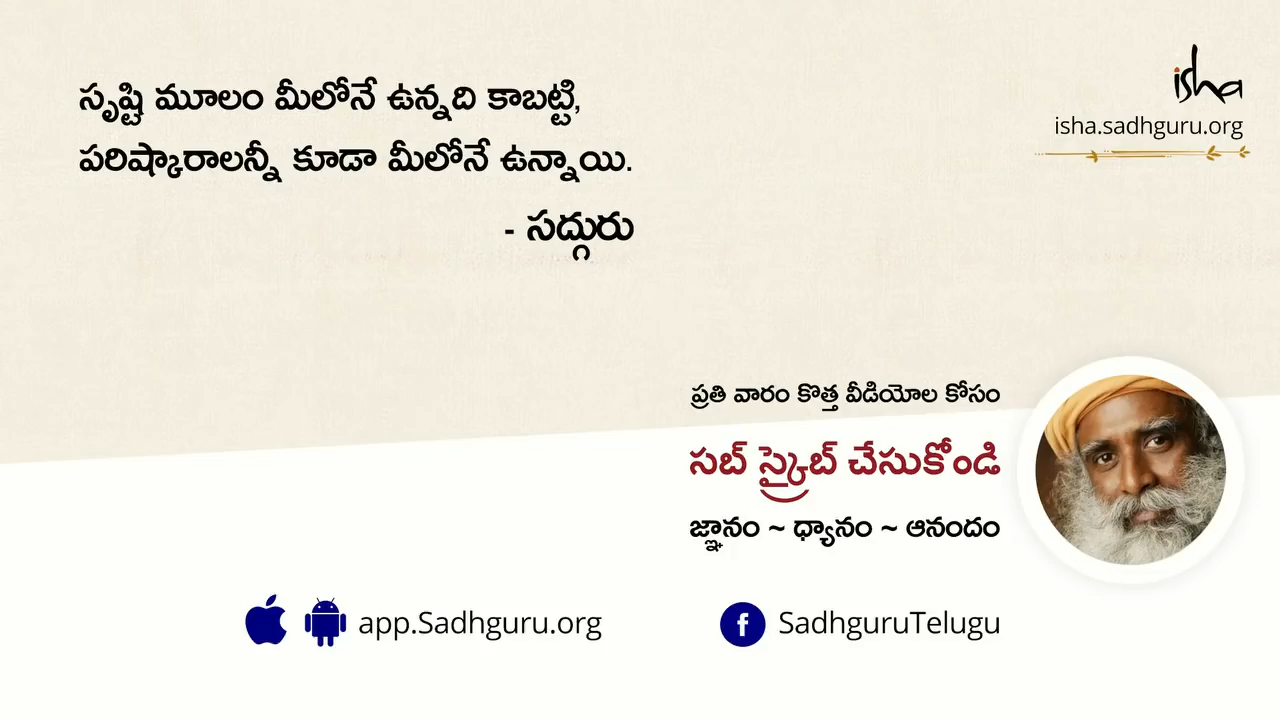 సృష్టి మూలం మీలోనే ఉన్నది కాబట్టి,
పరిష్కారాలన్నీ కూడా మీలోనే ఉన్నాయి.
- సద్గురు
isha
isha.sadhguru.org
ప్రతి వారం కొత్త వీడియోల కోసం
సబ్ స్క్రైబ్ చేసుకోండి
జ్ఞానం ~ ధ్యానం ~ ఆనందం
app.Sadhguru.org
SadhguruTelugu